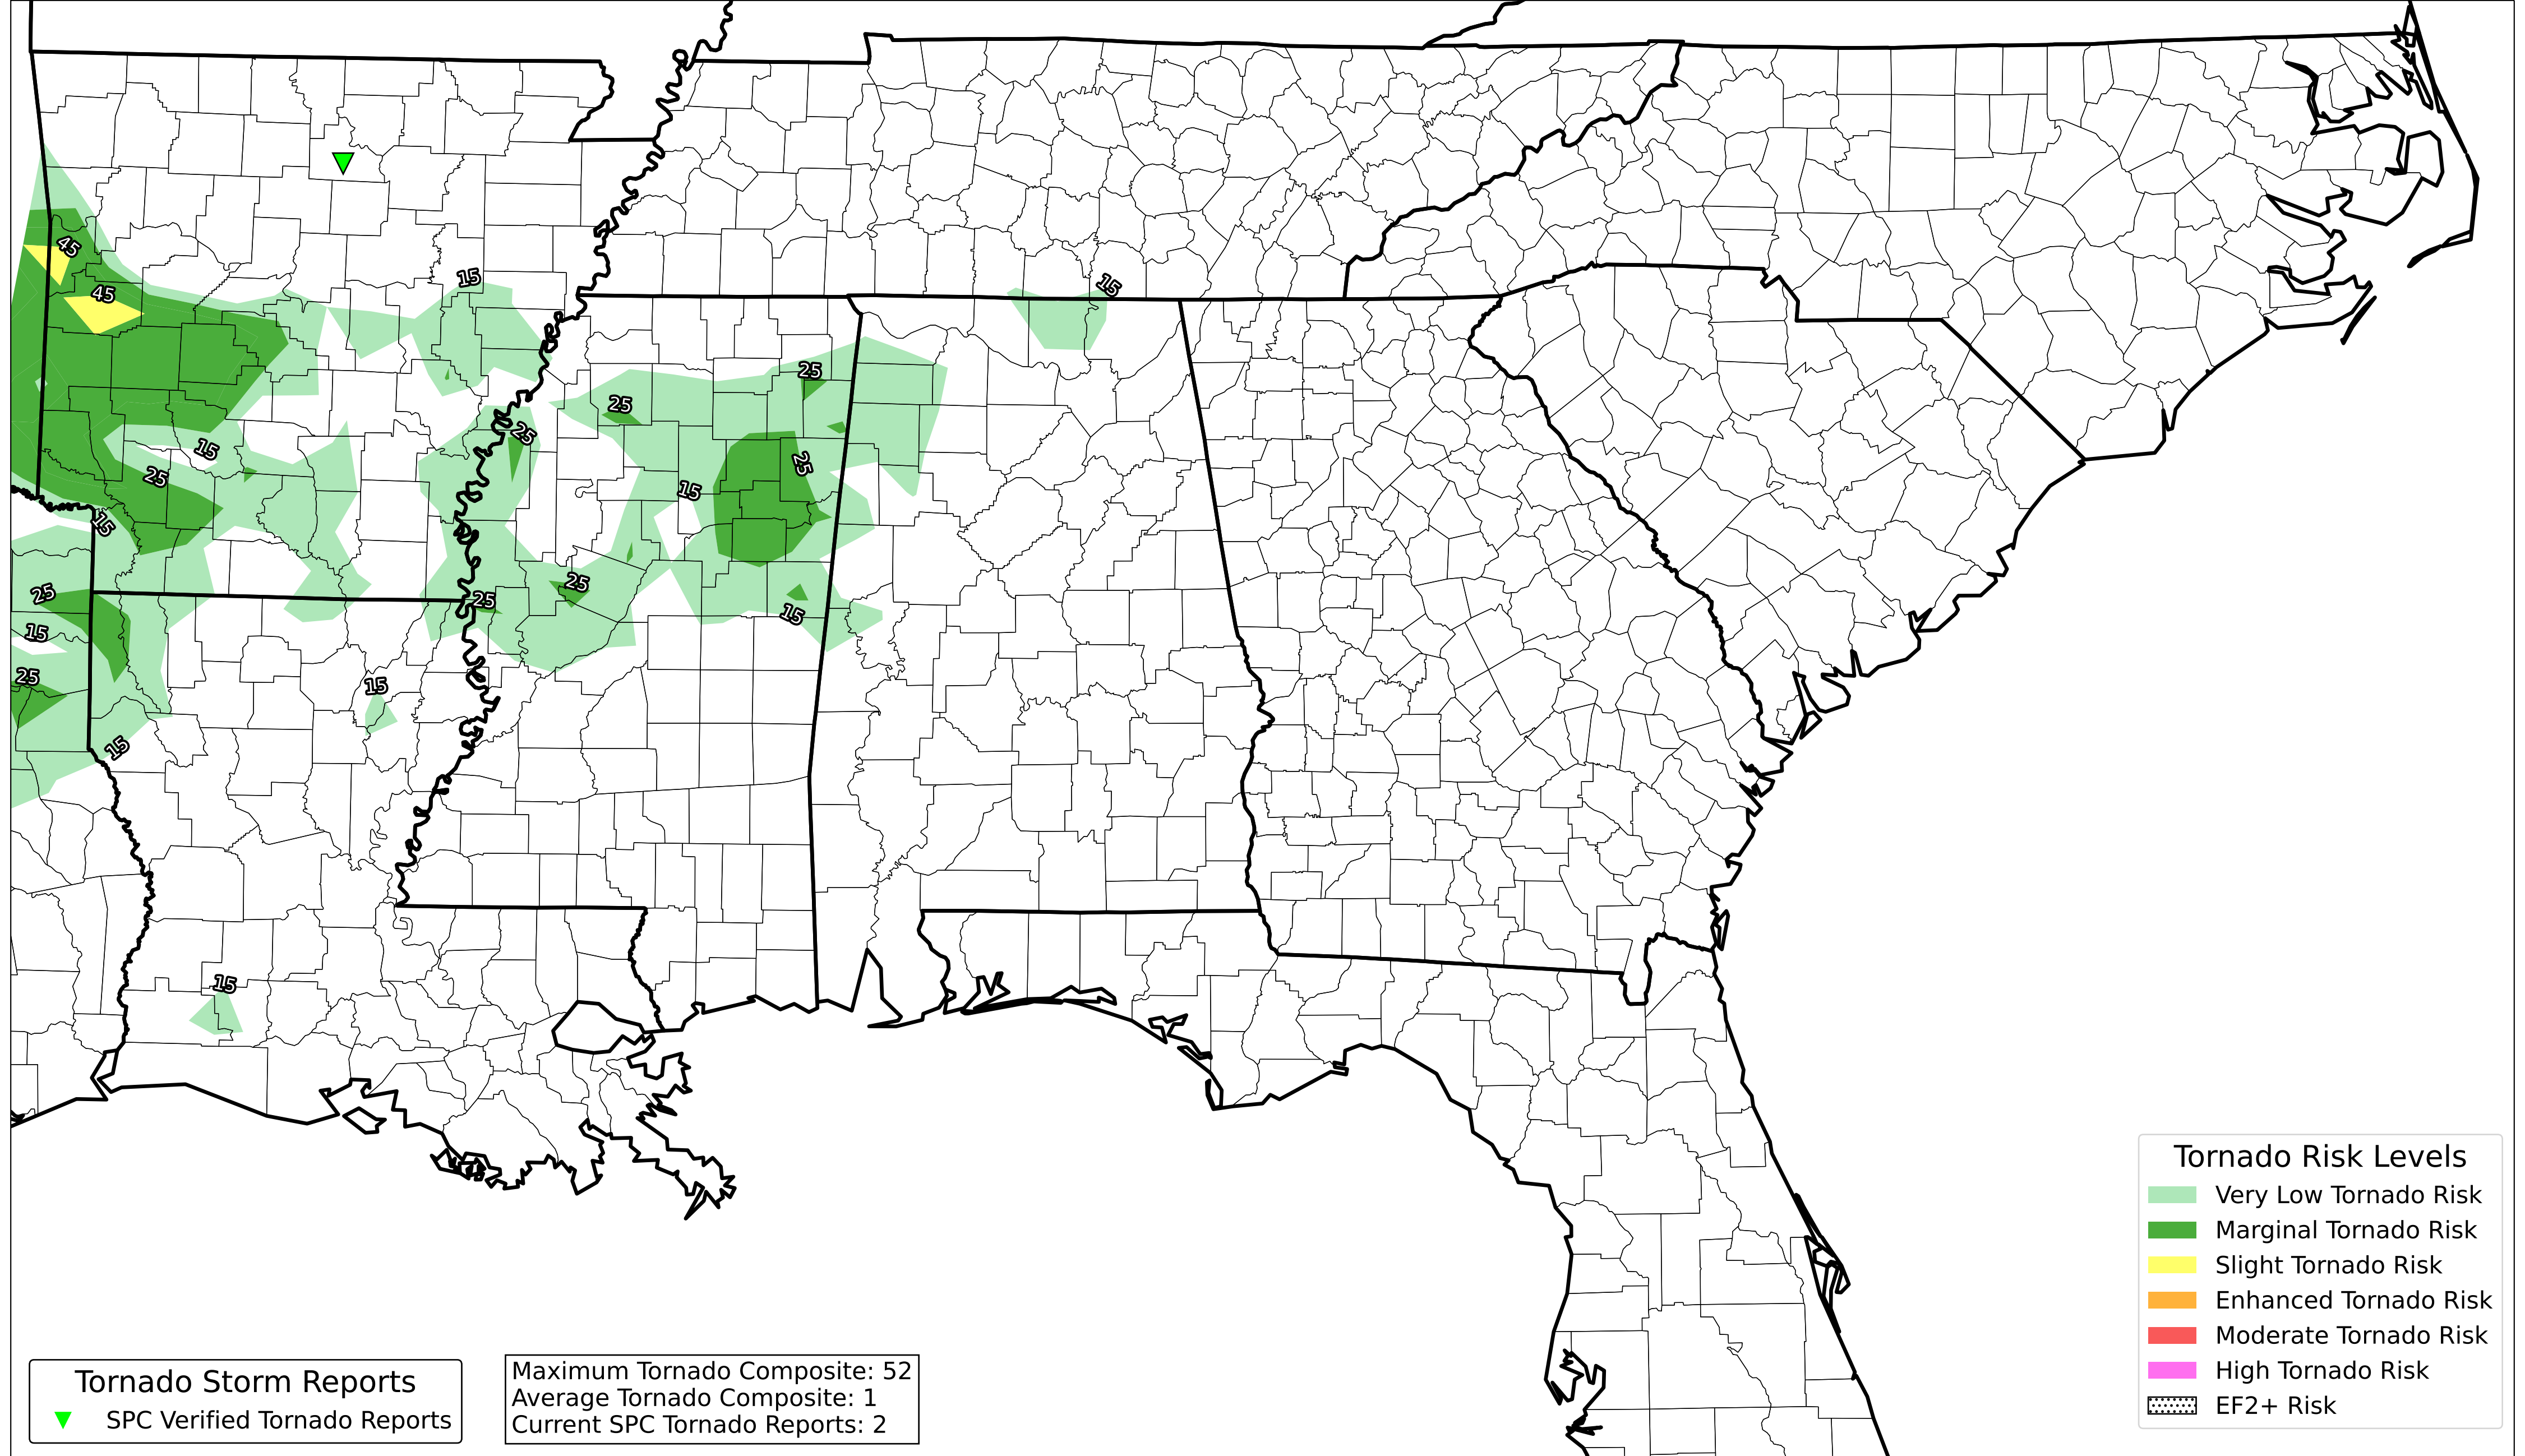 45
15
15
45
25
25
25
15
25
15
25
15
25
25
25
15
15
15
25
15
15
15
Tornado Risk Levels
Very Low Tornado Risk
Marginal Tornado Risk
Slight Tornado Risk
Enhanced Tornado Risk
Moderate Tornado Risk
High Tornado Risk
EF2+ Risk
Tornado Storm Reports
SPC Verified Tornado Reports
Maximum Tornado Composite: 52
Average Tornado Composite: 1
Current SPC Tornado Reports: 2